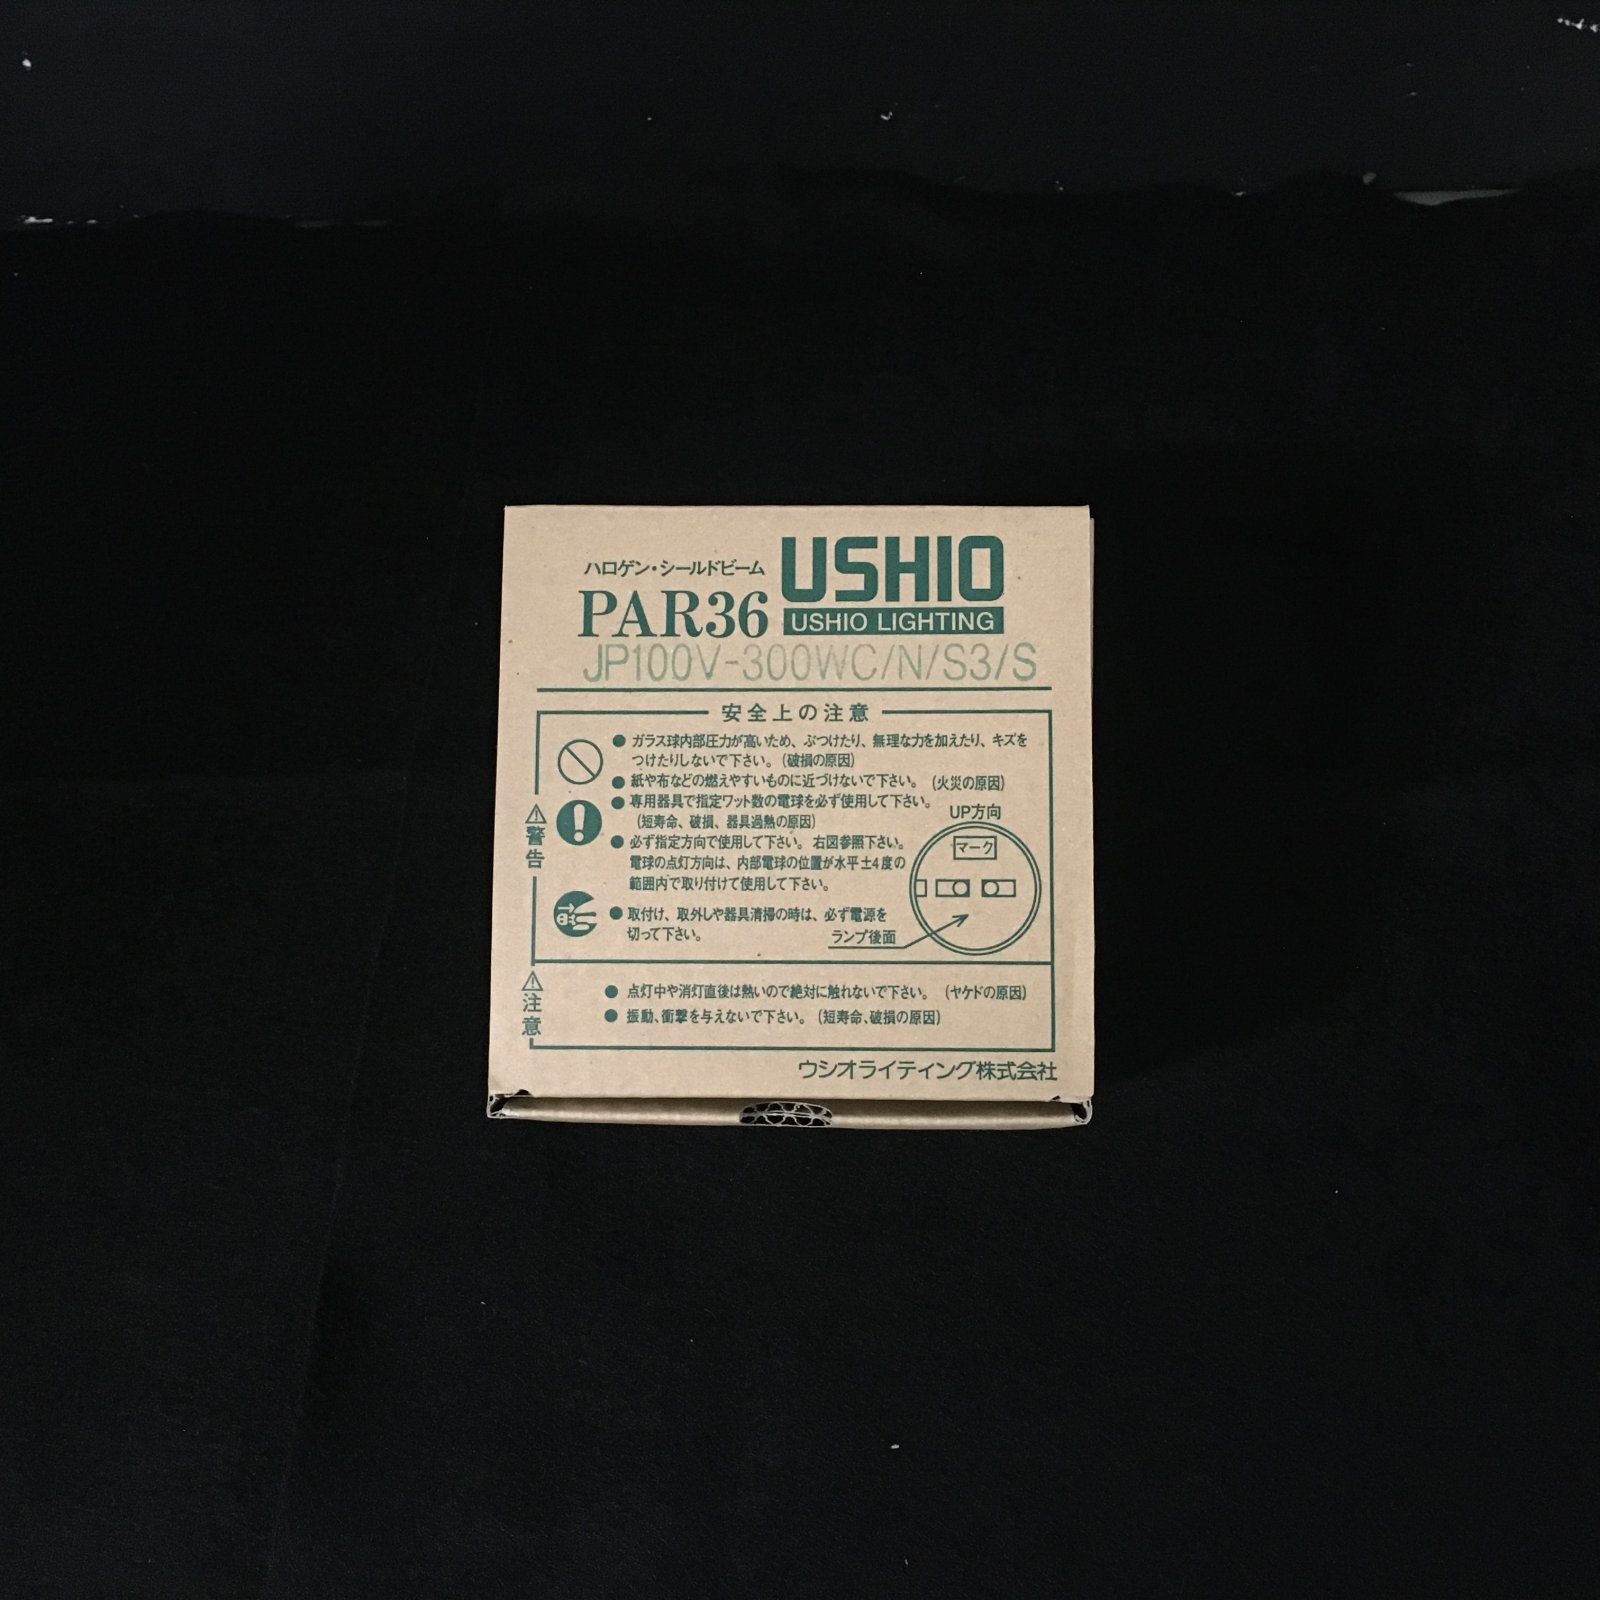 ハロゲン・シールドビーム
USHIO
PAR36
USHIO LIGHTING
JP100V-300WC/N/S3/S
安全上の注意
⚠警告
● ガラス球内部圧力が高いため、ぶつけたり、無理な力を加えたり、キズを
つけたりしないで下さい。(破損の原因)
● 紙や布などの燃えやすいものに近づけないで下さい。(火災の原因)
● 専用器具で指定ワット数の電球を必ず使用して下さい。
(短寿命、破損、器具過熱の原因)
● 必ず指定方向で使用して下さい。右図参照下さい。
電球の点灯方向は、内部電球の位置が水平±4度の
範囲内で取り付けて使用して下さい。
● 取付け、取外しや器具清掃の時は、必ず電源を
切って下さい。
UP方向
マーク
ランプ後面
⚠注意
● 点灯中や消灯直後は熱いので絶対に触れないで下さい。(ヤケドの原因)
● 振動、衝撃を与えないで下さい。(短寿命、破損の原因)
ウシオライティング株式会社